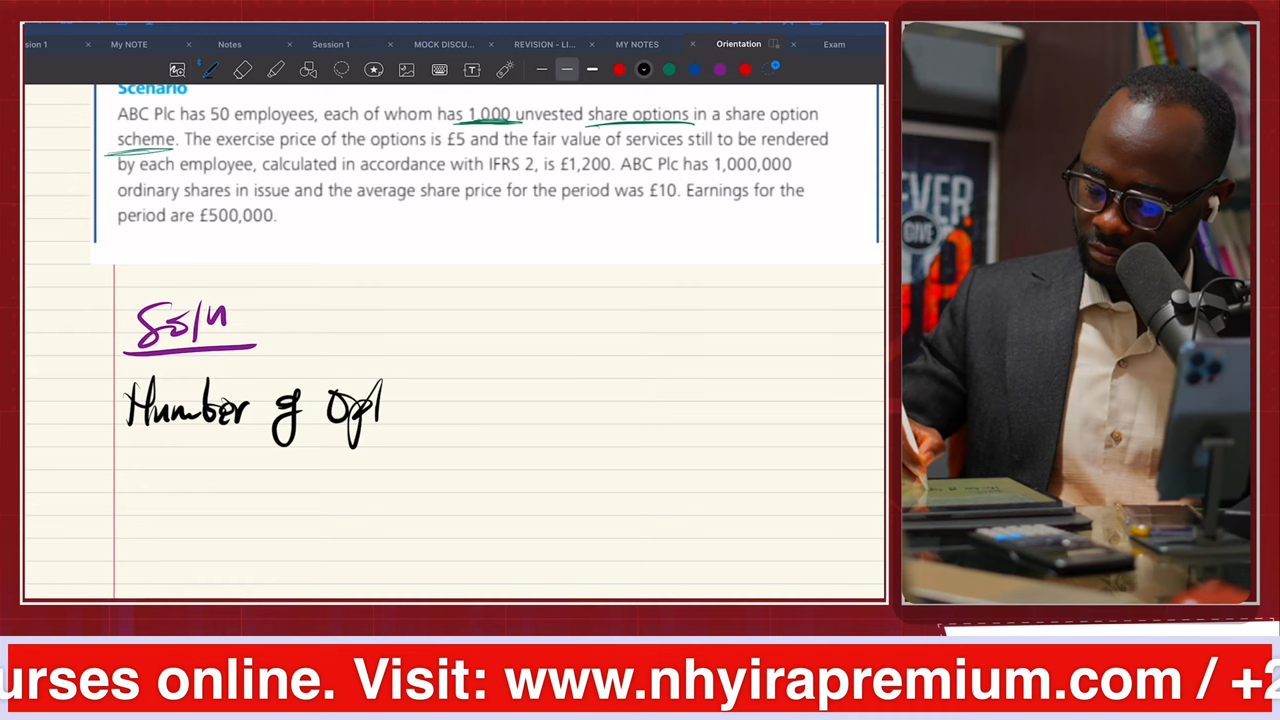 sion 1
My NOTE
Notes
Session 1
MOCK DISCU...
REVISION - LI...
MY NOTES
Orientation
Exam
Scenario
ABC Plc has 50 employees, each of whom has 1,000 unvested share options in a share option
scheme. The exercise price of the options is £5 and the fair value of services still to be rendered
by each employee, calculated in accordance with IFRS 2, is £1,200. ABC Plc has 1,000,000
ordinary shares in issue and the average share price for the period was £10. Earnings for the
period are £500,000.
Soln
Number of Opt
EVER
GIVE
urses online. Visit: www.nhyirapremium.com / +2